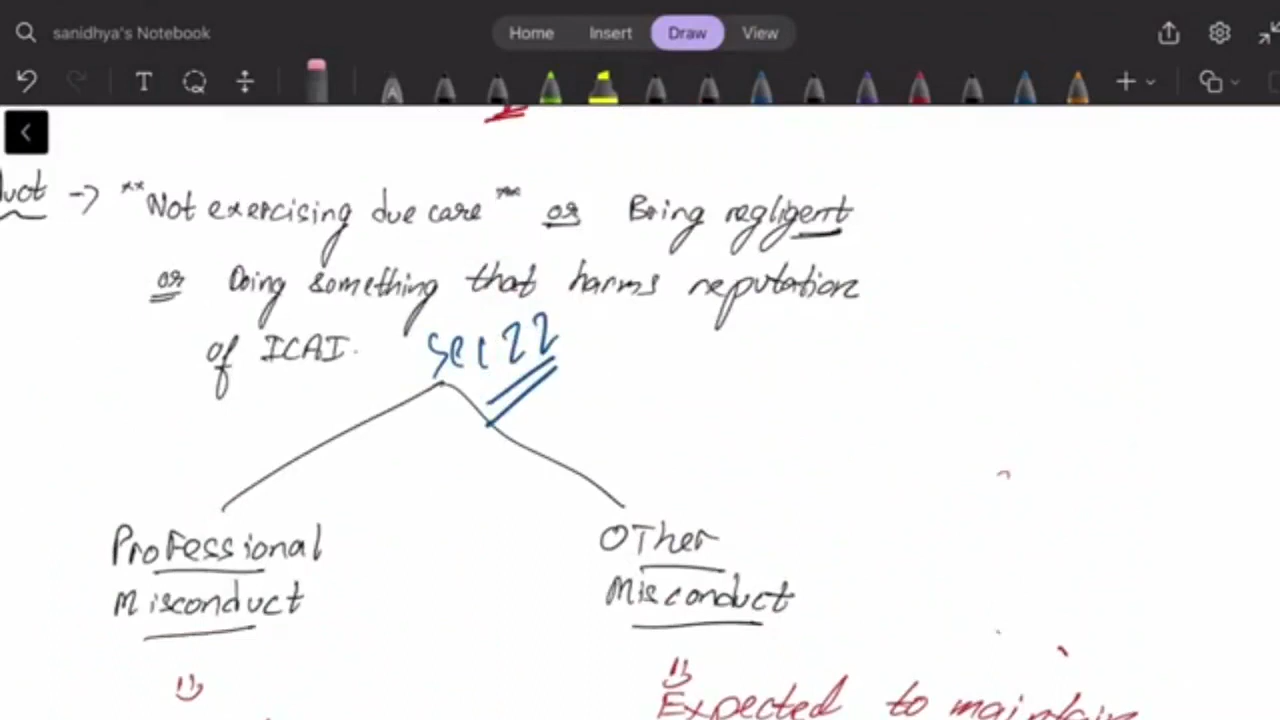 sanidhya's Notebook
Home Insert Draw View
T
duct -> **Not exercising due care** or Being negligent
or Doing something that harms reputation
of ICAI.
Sec 22
Professional Other
Misconduct Misconduct
Expected to maintain